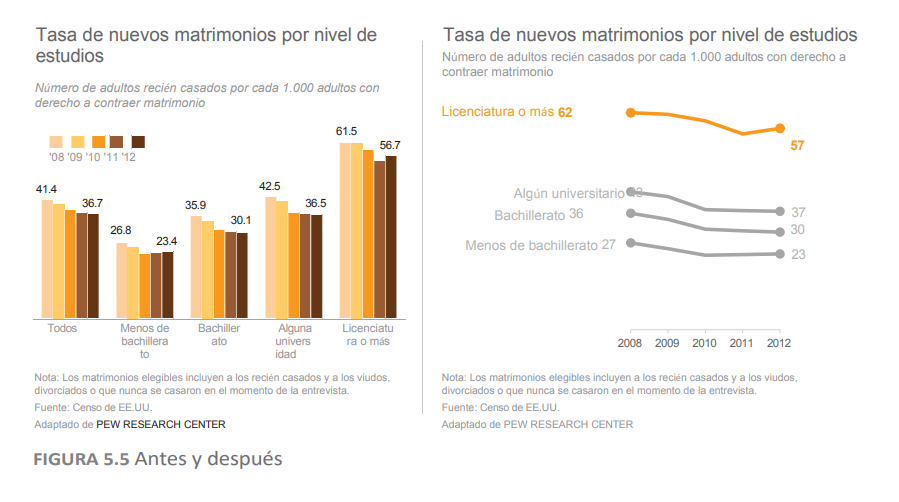 Tasa de nuevos matrimonios por nivel de
estudios
Número de adultos recién casados por cada 1.000 adultos con
derecho a contraer matrimonio
'08 '09 '10 '11 '12
41.4
36.7
26.8
23.4
35.9
30.1
42.5
36.5
61.5
56.7
Todos
Menos de
bachillera
to
Bachiller
ato
Alguna
univers
idad
Licenciatu
ra o más
Nota: Los matrimonios elegibles incluyen a los recién casados y a los viudos,
divorciados o que nunca se casaron en el momento de la entrevista.
Fuente: Censo de EE.UU.
Adaptado de PEW RESEARCH CENTER
Tasa de nuevos matrimonios por nivel de estudios
Número de adultos recién casados por cada 1.000 adultos con derecho a
contraer matrimonio
Licenciatura o más 62
57
Algún universitario
37
Bachillerato 36
30
Menos de bachillerato 27
23
2008 2009 2010 2011 2012
Nota: Los matrimonios elegibles incluyen a los recién casados y a los viudos,
divorciados o que nunca se casaron en el momento de la entrevista.
Fuente: Censo de EE.UU.
Adaptado de PEW RESEARCH CENTER
FIGURA 5.5 Antes y después